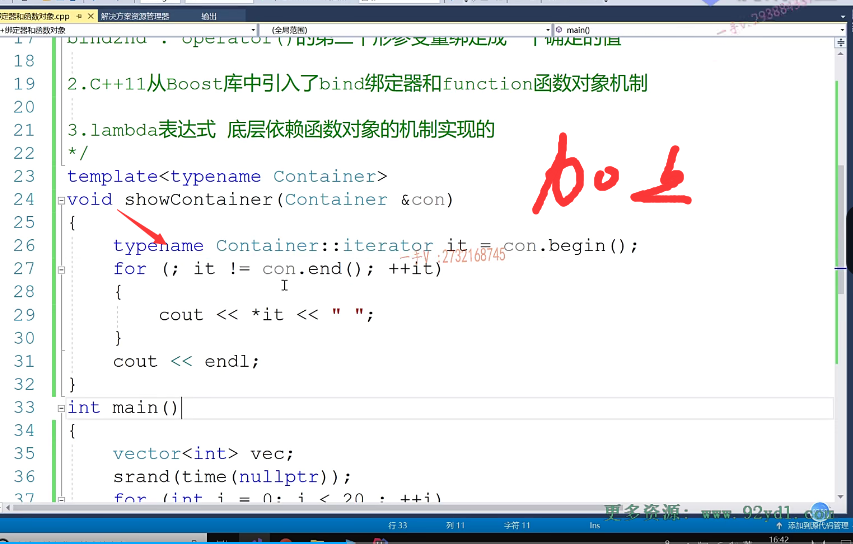 定器和函数对象.cpp 解决方案资源管理器 输出
绑定器和函数对象 (全局范围) main()
17 bind2nd : operator()的第二个形参变量绑定成一个确定的值
18
19 2.C++11从Boost库中引入了bind绑定器和function函数对象机制
20
21 3.lambda表达式 底层依赖函数对象的机制实现的
22 */
23 template<typename Container>
24 void showContainer(Container &con)
25 {
26 typename Container::iterator it = con.begin();
27 for (; it != con.end(); ++it)
一手V:2732168745
28 {
29 cout << *it << " ";
30 }
31 cout << endl;
32 }
33 int main()
34 {
35 vector<int> vec;
36 srand(time(nullptr));
37 for (int i = 0; i < 20 ; ++i)
更多资源: www.92vdl.com
行 33 列 11 字符 11 Ins 添加到源代码管理
16:42